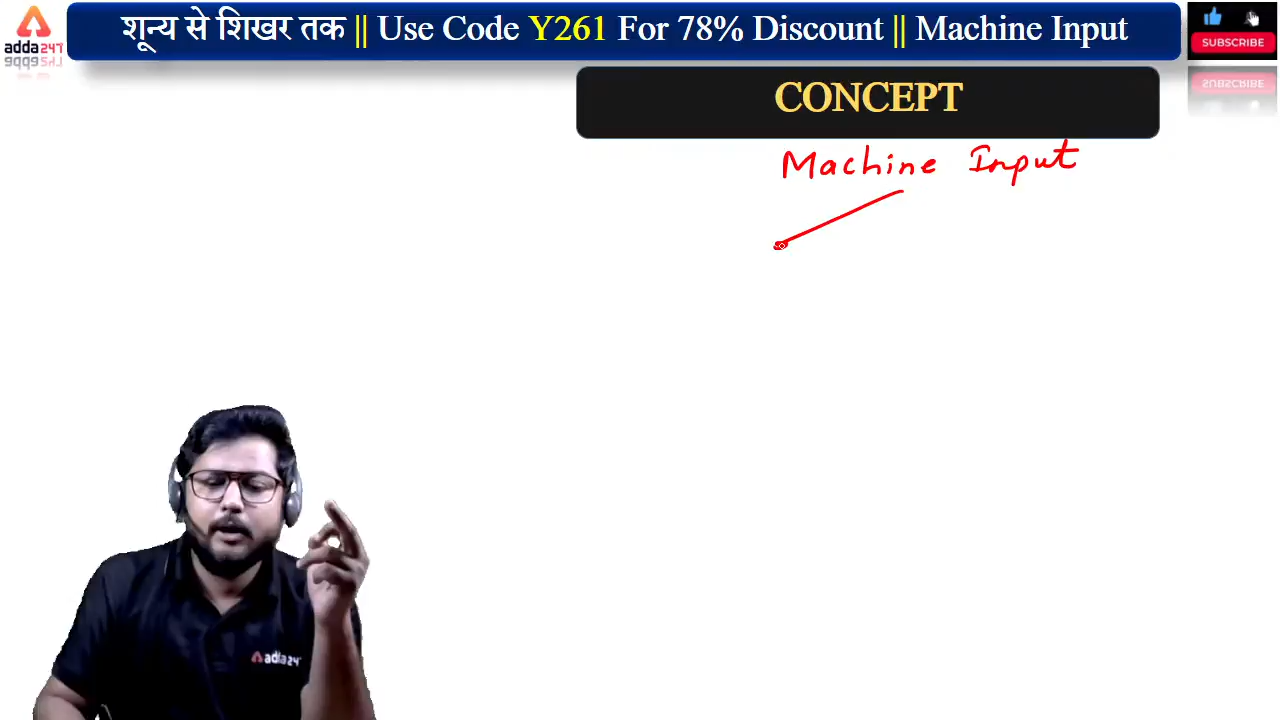 adda247
शून्य से शिखर तक || Use Code Y261 For 78% Discount || Machine Input
SUBSCRIBE
CONCEPT
Machine Input
adda247